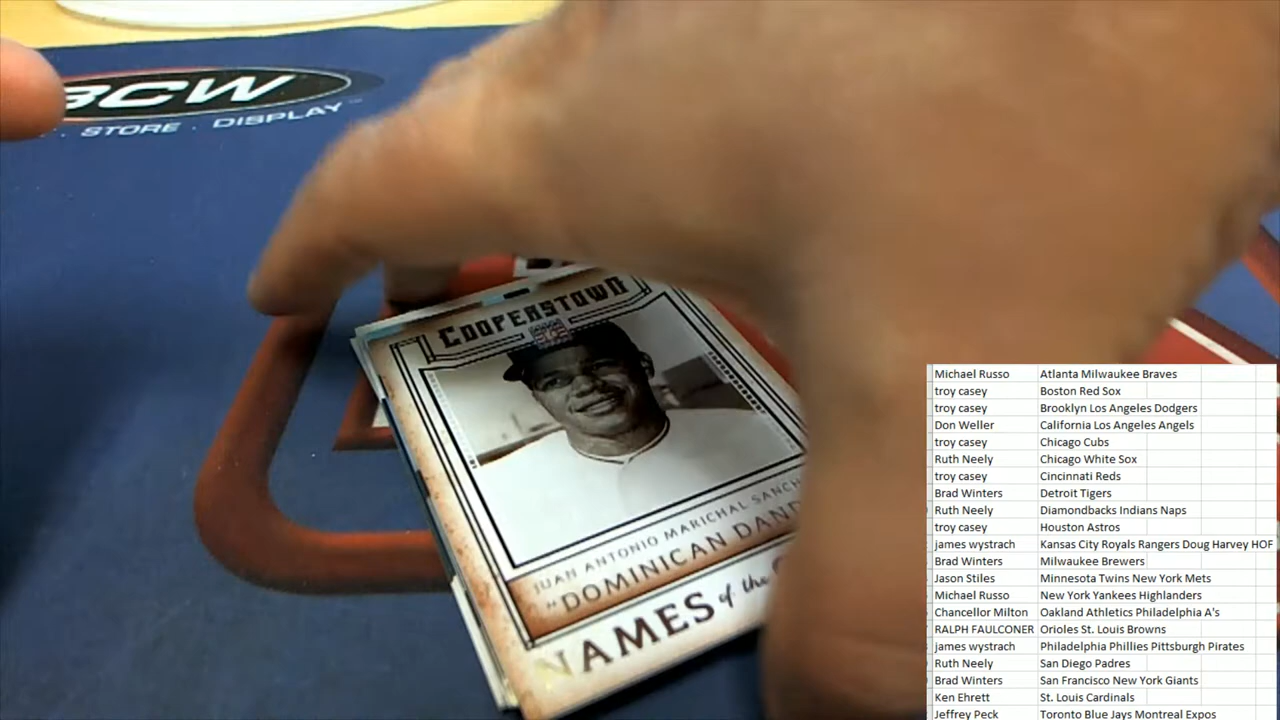 BCW
STORE . DISPLAY
COOPERSTOWN
JUAN ANTONIO MARICHAL
"DOMINICAN
NAMES of the
Michael Russo Atlanta Milwaukee Braves
troy casey Boston Red Sox
troy casey Brooklyn Los Angeles Dodgers
Don Weller California Los Angeles Angels
troy casey Chicago Cubs
Ruth Neely Chicago White Sox
troy casey Cincinnati Reds
Brad Winters Detroit Tigers
Ruth Neely Diamondbacks Indians Naps
troy casey Houston Astros
james wystrach Kansas City Royals Rangers Doug Harvey HOF
Brad Winters Milwaukee Brewers
Jason Stiles Minnesota Twins New York Mets
Michael Russo New York Yankees Highlanders
Chancellor Milton Oakland Athletics Philadelphia A's
RALPH FAULCONER Orioles St. Louis Browns
james wystrach Philadelphia Phillies Pittsburgh Pirates
Ruth Neely San Diego Padres
Brad Winters San Francisco New York Giants
Ken Ehrett St. Louis Cardinals
Jeffrey Peck Toronto Blue Jays Montreal Expos